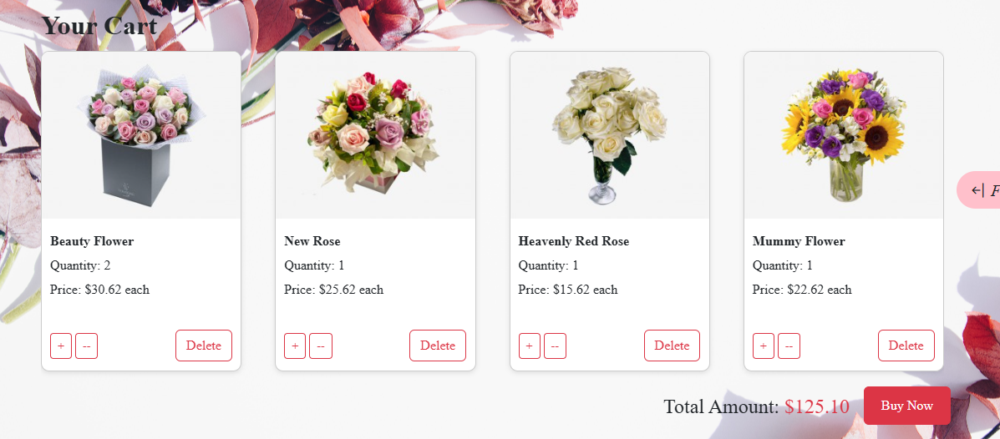 Your Cart
Beauty Flower
Quantity: 2
Price: $30.62 each
+ -- Delete
New Rose
Quantity: 1
Price: $25.62 each
+ -- Delete
Heavenly Red Rose
Quantity: 1
Price: $15.62 each
+ -- Delete
Mummy Flower
Quantity: 1
Price: $22.62 each
+ -- Delete
F
Total Amount: $125.10 Buy Now